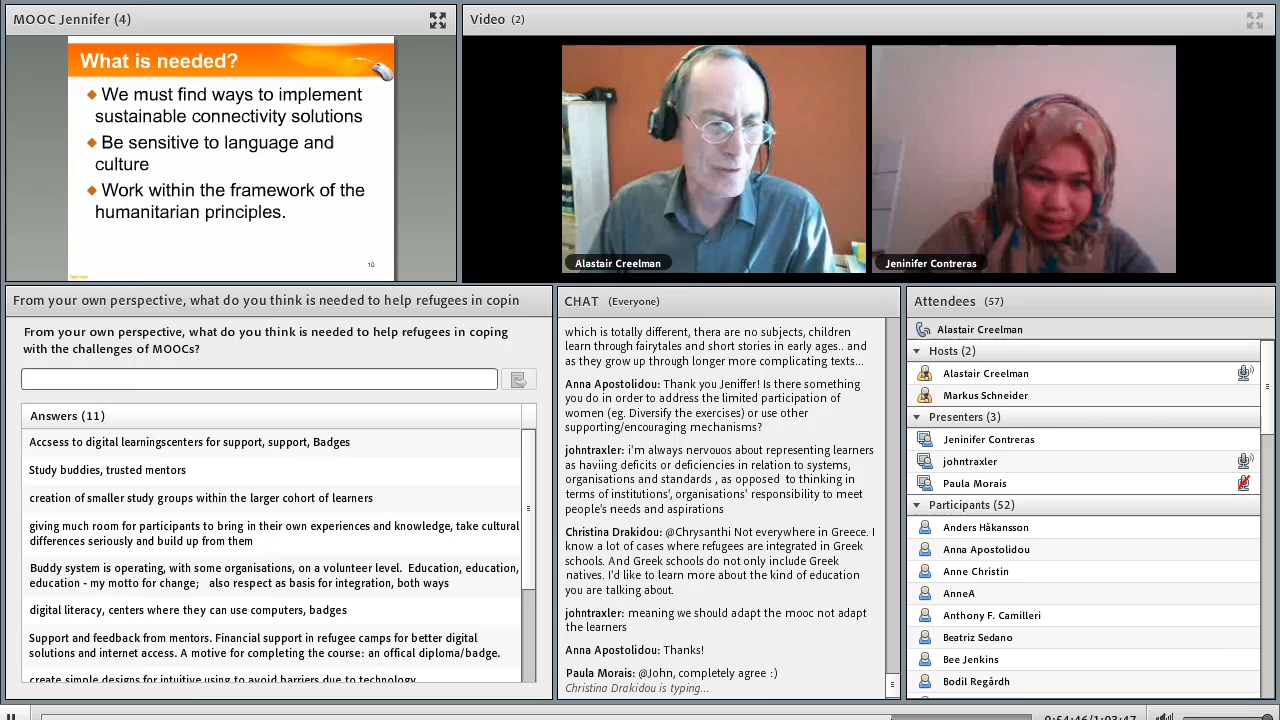 MOOC Jennifer (4)
What is needed?
We must find ways to implement
sustainable connectivity solutions
Be sensitive to language and
culture
Work within the framework of the
humanitarian principles.
10
Video (2)
Alastair Creelman
Jeninifer Contreras
From your own perspective, what do you think is needed to help refugees in copin
From your own perspective, what do you think is needed to help refugees in coping
with the challenges of MOOCs?
Answers (11)
Accsess to digital learningscenters for support, support, Badges
Study buddies, trusted mentors
creation of smaller study groups within the larger cohort of learners
giving much room for participants to bring in their own experiences and knowledge, take cultural
differences seriously and build up from them
Buddy system is operating, with some organisations, on a volunteer level. Education, education,
education - my motto for change; also respect as basis for integration, both ways
digital literacy, centers where they can use computers, badges
Support and feedback from mentors. Financial support in refugee camps for better digital
solutions and internet access. A motive for completing the course: an offical diploma/badge.
create simple designs for intuitive using to avoid barriers due to technology
CHAT (Everyone)
which is totally different, thera are no subjects, children
learn through fairytales and short stories in early ages.. and
as they grow up through longer more complicating texts...
Anna Apostolidou: Thank you Jeniffer! Is there something
you do in order to address the limited participation of
women (eg. Diversify the exercises) or use other
supporting/encouraging mechanisms?
johntraxler: i'm always nervouos about representing learners
as haviing deficits or deficiencies in relation to systems,
organisations and standards , as opposed to thinking in
terms of institutions', organisations' responsibility to meet
people's needs and aspirations
Christina Drakidou: @Chrysanthi Not everywhere in Greece. I
know a lot of cases where refugees are integrated in Greek
schools. And Greek schools do not only include Greek
natives. I'd like to learn more about the kind of education
you are talking about.
johntraxler: meaning we should adapt the mooc not adapt
the learners
Anna Apostolidou: Thanks!
Paula Morais: @John, completely agree :)
Christina Drakidou is typing...
Attendees (57)
Alastair Creelman
Hosts (2)
Alastair Creelman
Markus Schneider
Presenters (3)
Jeninifer Contreras
johntraxler
Paula Morais
Participants (52)
Anders Håkansson
Anna Apostolidou
Anne Christin
AnneA
Anthony F. Camilleri
Beatriz Sedano
Bee Jenkins
Bodil Regårdh
0:54:46/1:03:47